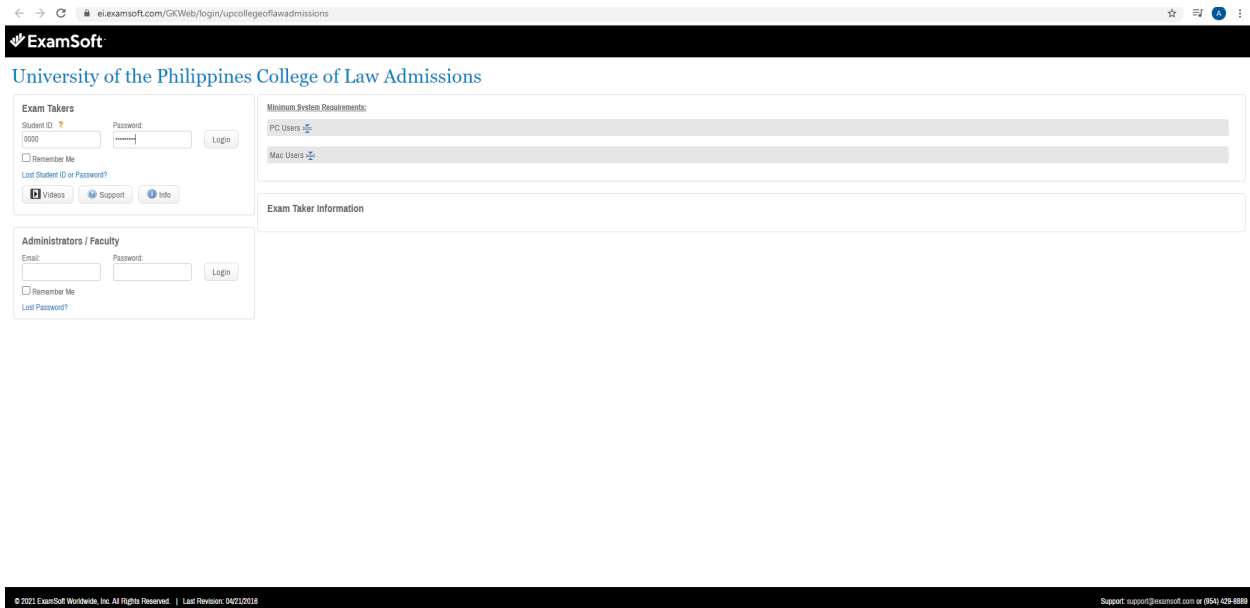 ei.examsoft.com/GKWeb/login/upcollegeoflawadmissions
A
ExamSoft
University of the Philippines College of Law Admissions
Exam Takers
Student ID: ?
Password:
0000
Login
Remember Me
Lost Student ID or Password?
Videos
Support
Info
Administrators / Faculty
Email:
Password:
Login
Remember Me
Lost Password?
Minimum System Requirements:
PC Users
Mac Users
Exam Taker Information
© 2021 ExamSoft Worldwide, Inc. All Rights Reserved. | Last Revision: 04/21/2016
Support: support@examsoft.com or (954) 429-8889